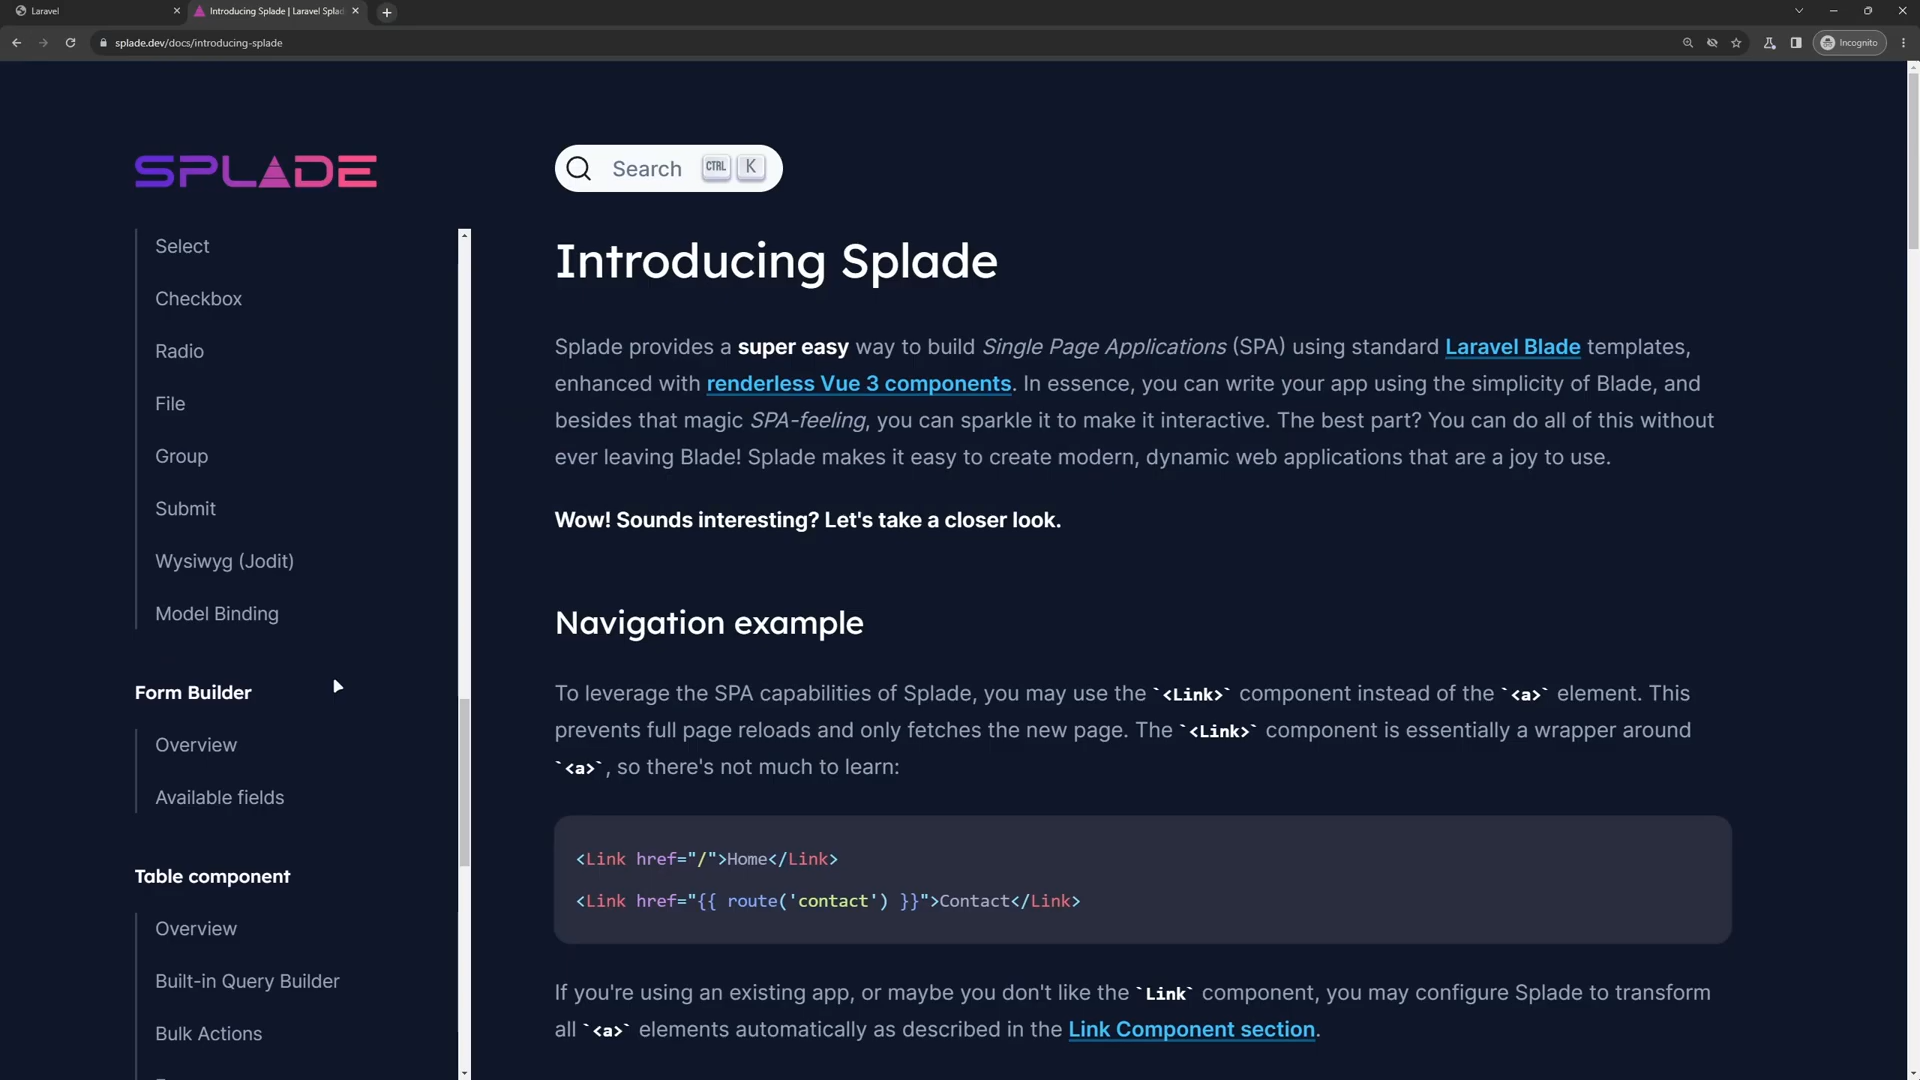 Laravel
Introducing Splade | Laravel Splad
splade.dev/docs/introducing-splade
Incognito
SPLADE
Search CTRL K
Select
Checkbox
Radio
File
Group
Submit
Wysiwyg (Jodit)
Model Binding
Form Builder
Overview
Available fields
Table component
Overview
Built-in Query Builder
Bulk Actions
Introducing Splade
Splade provides a super easy way to build Single Page Applications (SPA) using standard Laravel Blade templates,
enhanced with renderless Vue 3 components. In essence, you can write your app using the simplicity of Blade, and
besides that magic SPA-feeling, you can sparkle it to make it interactive. The best part? You can do all of this without
ever leaving Blade! Splade makes it easy to create modern, dynamic web applications that are a joy to use.
Wow! Sounds interesting? Let's take a closer look.
Navigation example
To leverage the SPA capabilities of Splade, you may use the `<Link>` component instead of the `<a>` element. This
prevents full page reloads and only fetches the new page. The `<Link>` component is essentially a wrapper around
`<a>`, so there's not much to learn:
<Link href="/">Home</Link>
<Link href="{{ route('contact') }}">Contact</Link>
If you're using an existing app, or maybe you don't like the `Link` component, you may configure Splade to transform
all `<a>` elements automatically as described in the Link Component section.